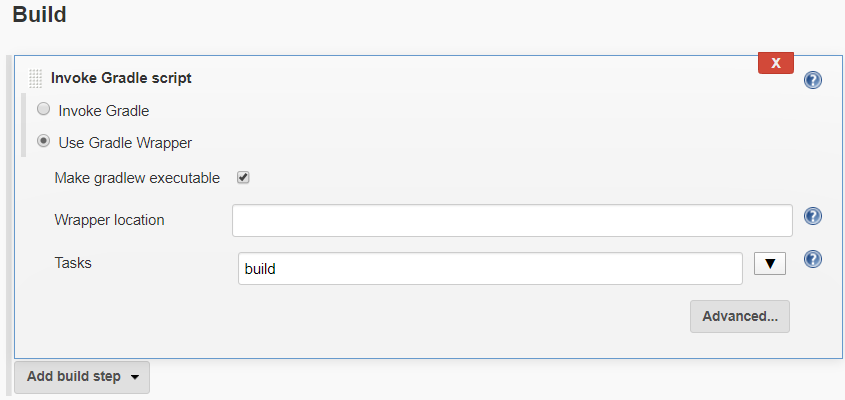 Build
Invoke Gradle script
X
?
Invoke Gradle
Use Gradle Wrapper
Make gradlew executable
Wrapper location
?
Tasks
build
?
Advanced...
Add build step